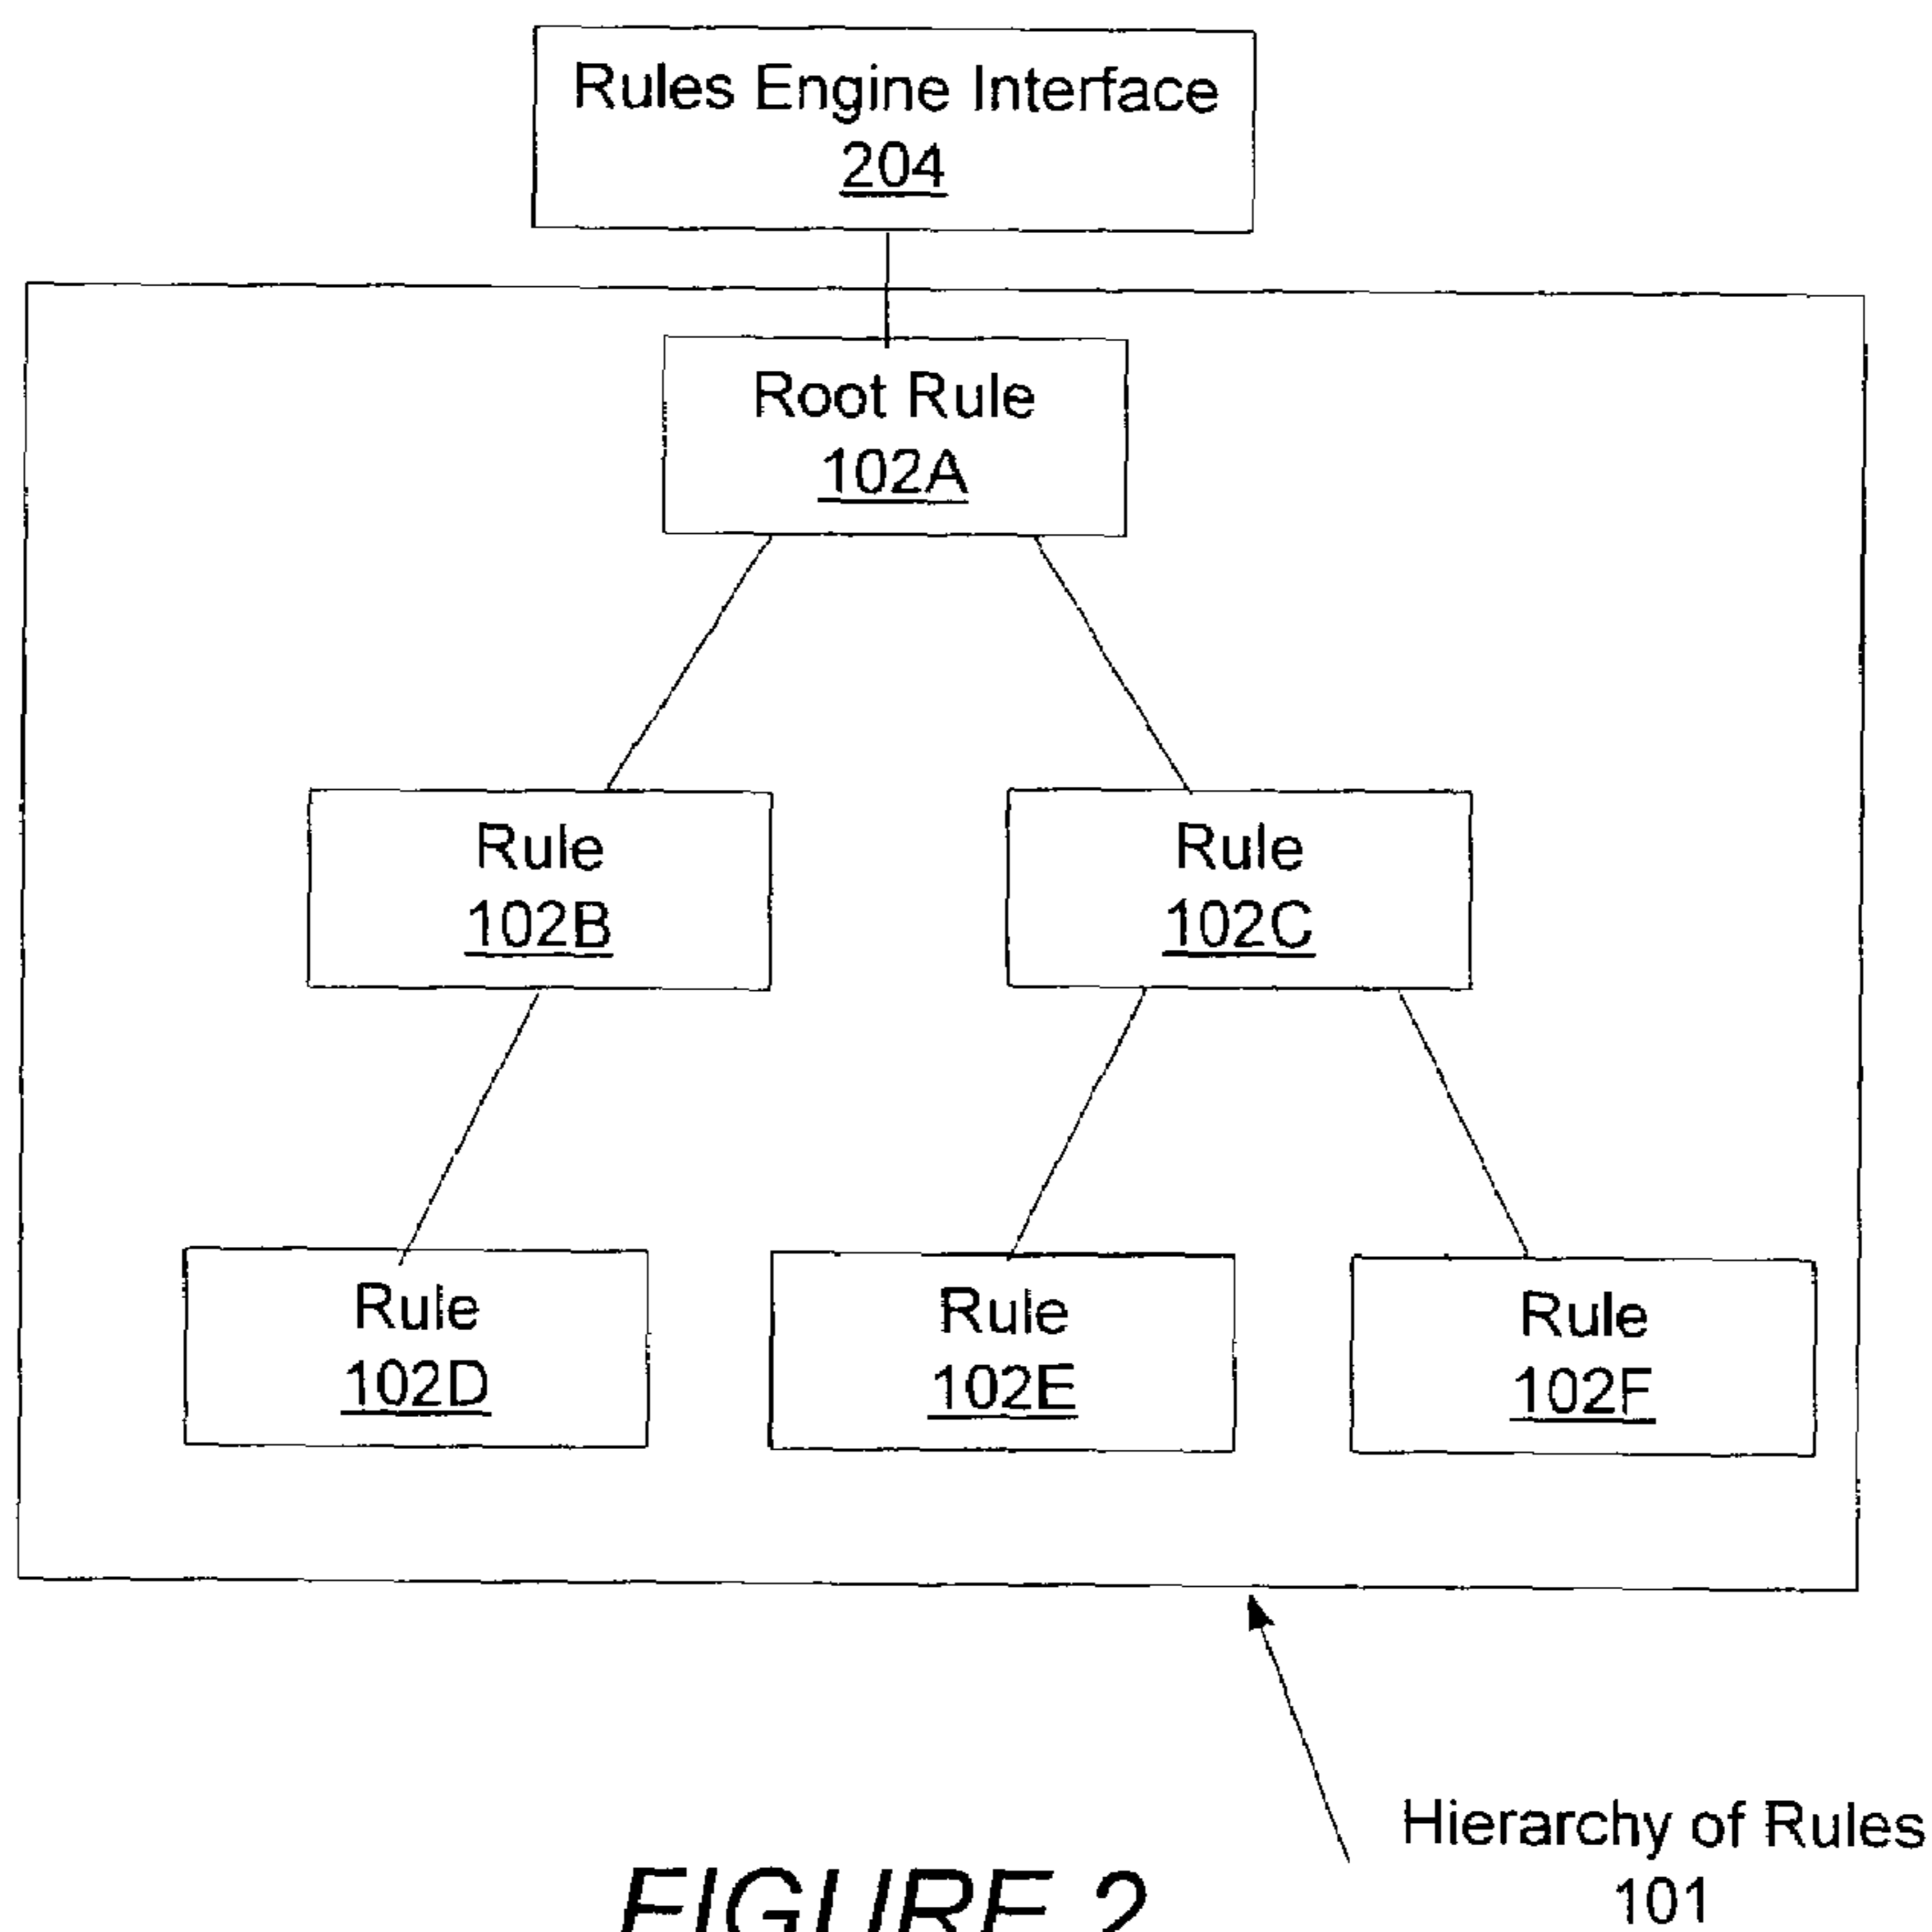 Rules Engine Interface
204
Root Rule
102A
Rule
102B
Rule
102C
Rule
102D
Rule
102E
Rule
102F
Hierarchy of Rules
101
FIGURE 2